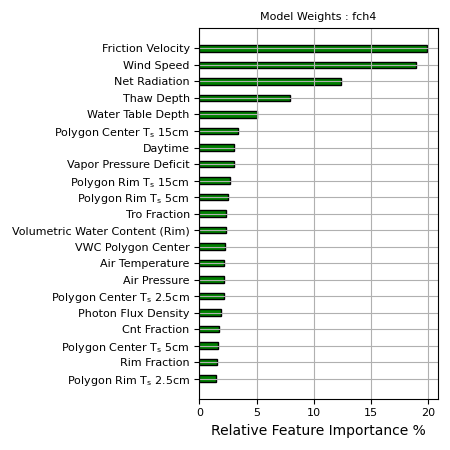 Model Weights : fch4
Friction Velocity
Wind Speed
Net Radiation
Thaw Depth
Water Table Depth
Polygon Center Ts 15cm
Daytime
Vapor Pressure Deficit
Polygon Rim Ts 15cm
Polygon Rim Ts 5cm
Tro Fraction
Volumetric Water Content (Rim)
VWC Polygon Center
Air Temperature
Air Pressure
Polygon Center Ts 2.5cm
Photon Flux Density
Cnt Fraction
Polygon Center Ts 5cm
Rim Fraction
Polygon Rim Ts 2.5cm
0 5 10 15 20
Relative Feature Importance %